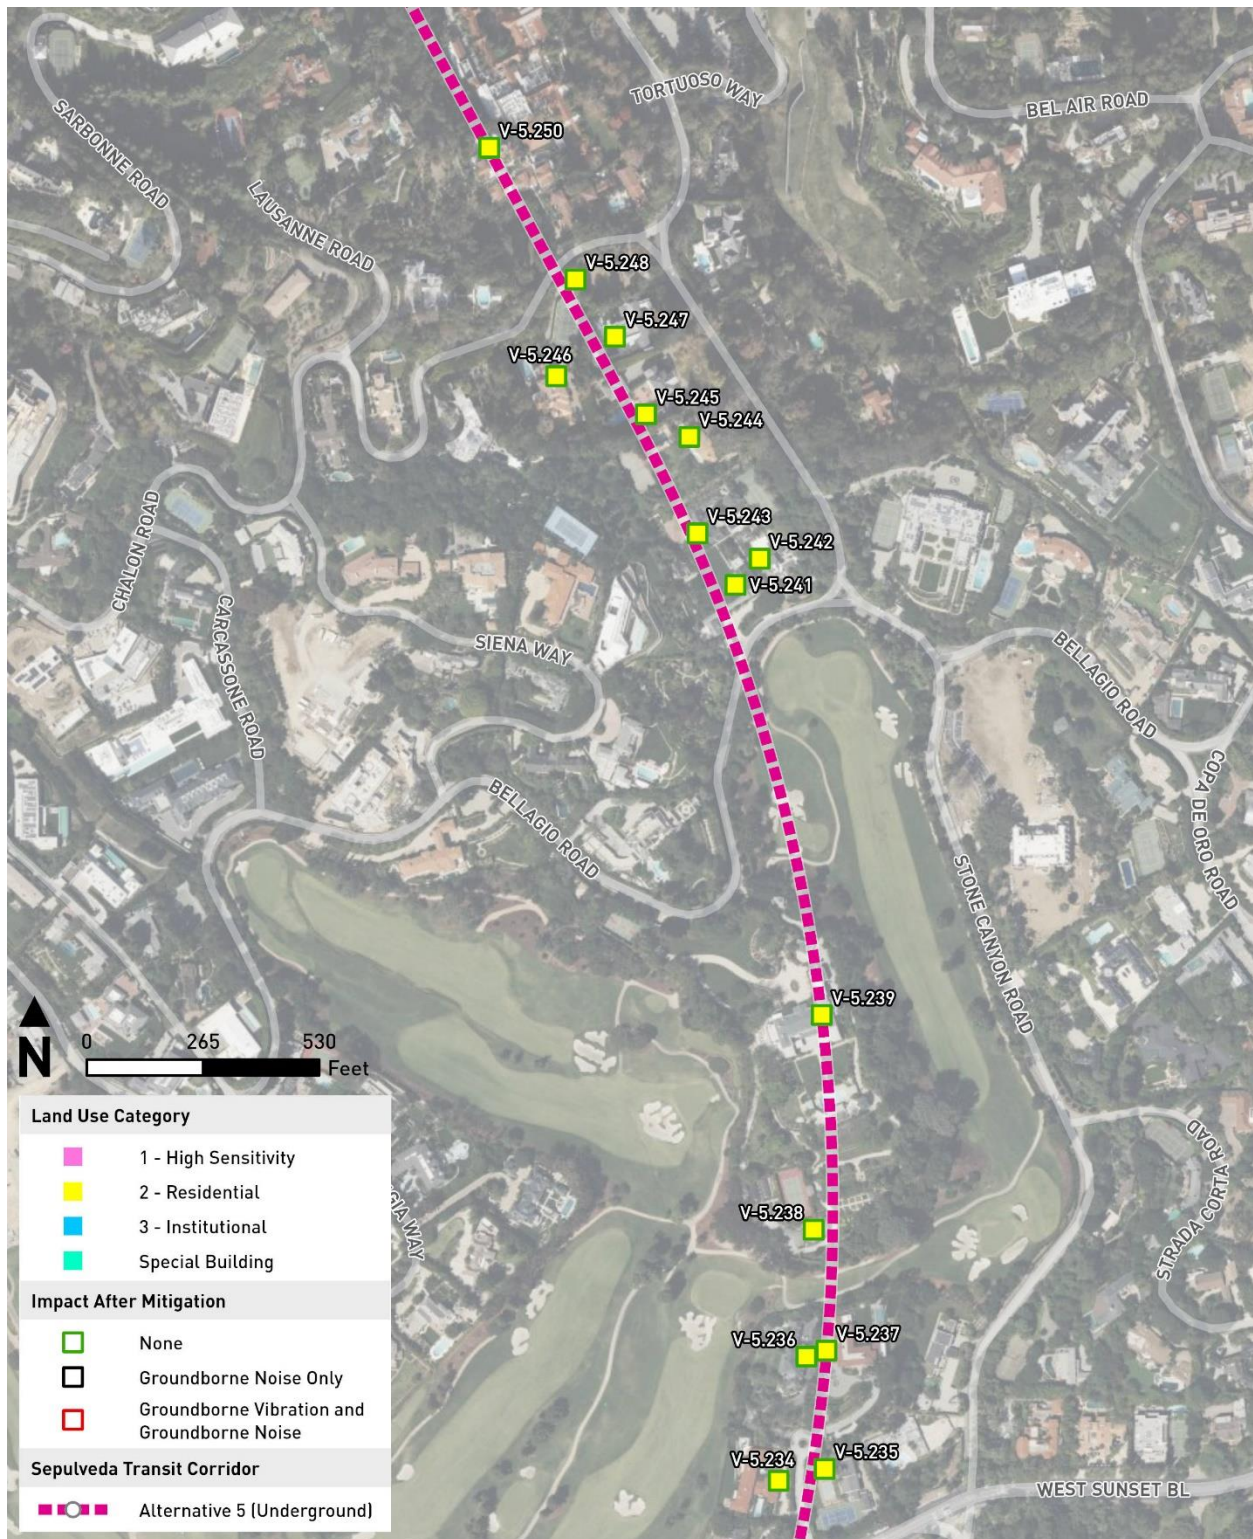 TORTUOSO WAY
BEL AIR ROAD
SARBONNE ROAD
V-5.250
LAUSANNE ROAD
V-5.248
V-5.247
V-5.246
V-5.245
V-5.244
V-5.243
V-5.242
V-5.241
CHALON ROAD
CARCASSONE ROAD
SIENA WAY
BELLAGIO ROAD
COPA DE ORO ROAD
BELLAGIO ROAD
STONE CANYON ROAD
V-5.239
N
0 265 530
Feet
Land Use Category
1 - High Sensitivity
2 - Residential
3 - Institutional
Special Building
Impact After Mitigation
None
Groundborne Noise Only
Groundborne Vibration and
Groundborne Noise
Sepulveda Transit Corridor
Alternative 5 (Underground)
WAY
STRADA CORTA ROAD
V-5.238
V-5.237
V-5.236
V-5.235
V-5.234
WEST SUNSET BL